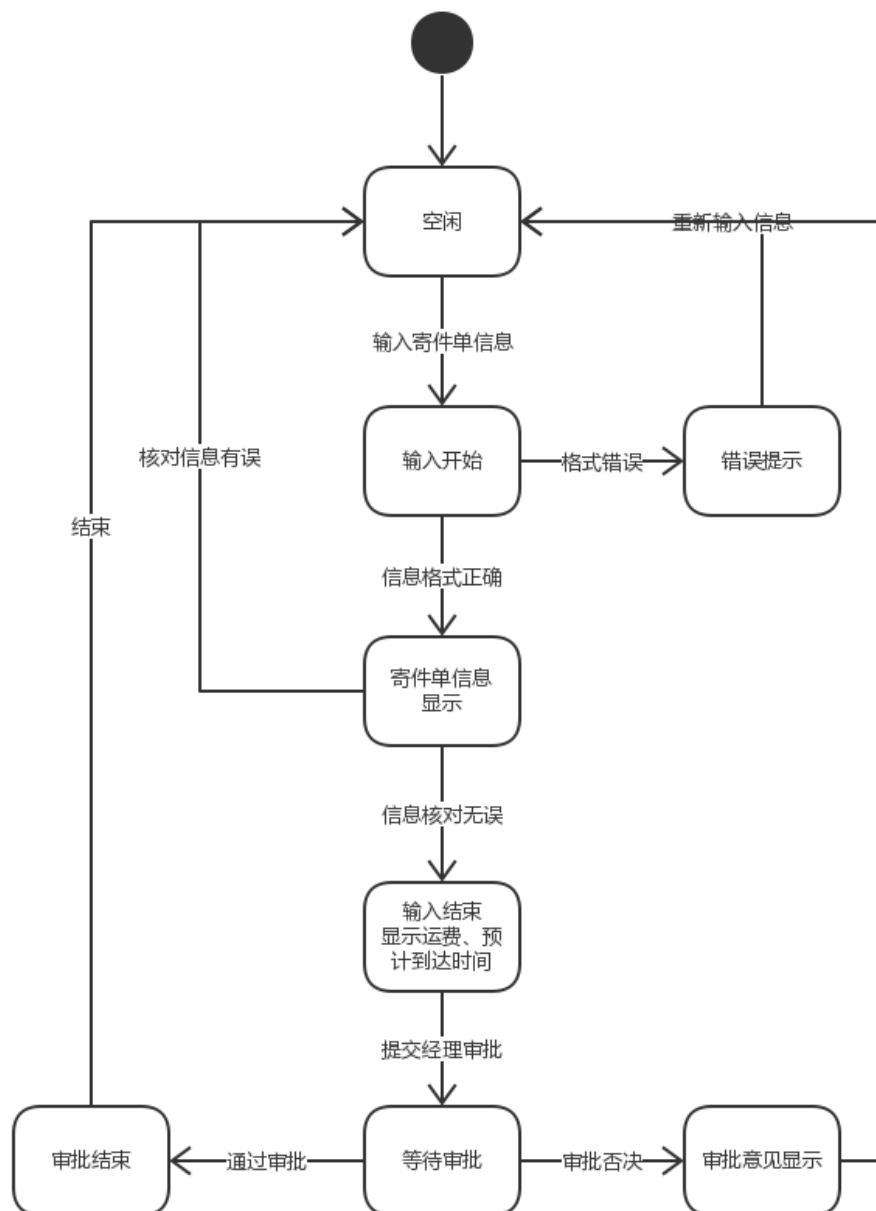 空闲
重新输入信息
输入寄件单信息
核对信息有误
输入开始
格式错误
错误提示
结束
信息格式正确
寄件单信息
显示
信息核对无误
输入结束
显示运费、预
计到达时间
提交经理审批
审批结束
通过审批
等待审批
审批否决
审批意见显示